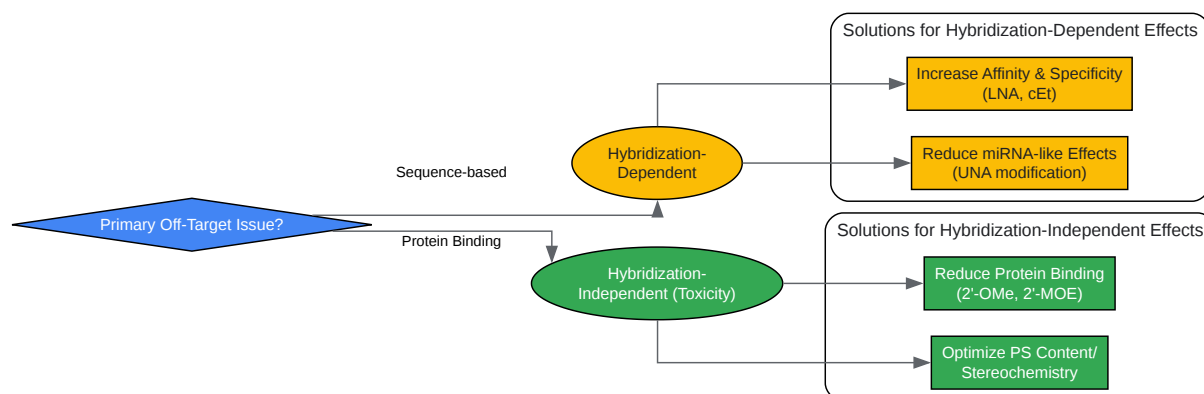 Solutions for Hybridization-Dependent Effects
Increase Affinity & Specificity
(LNA, cEt)
Hybridization-
Dependent
Reduce miRNA-like Effects
(UNA modification)
Sequence-based
Primary Off-Target Issue?
Protein Binding
Solutions for Hybridization-Independent Effects
Hybridization-
Independent (Toxicity)
Reduce Protein Binding
(2'-OMe, 2'-MOE)
Optimize PS Content/
Stereochemistry